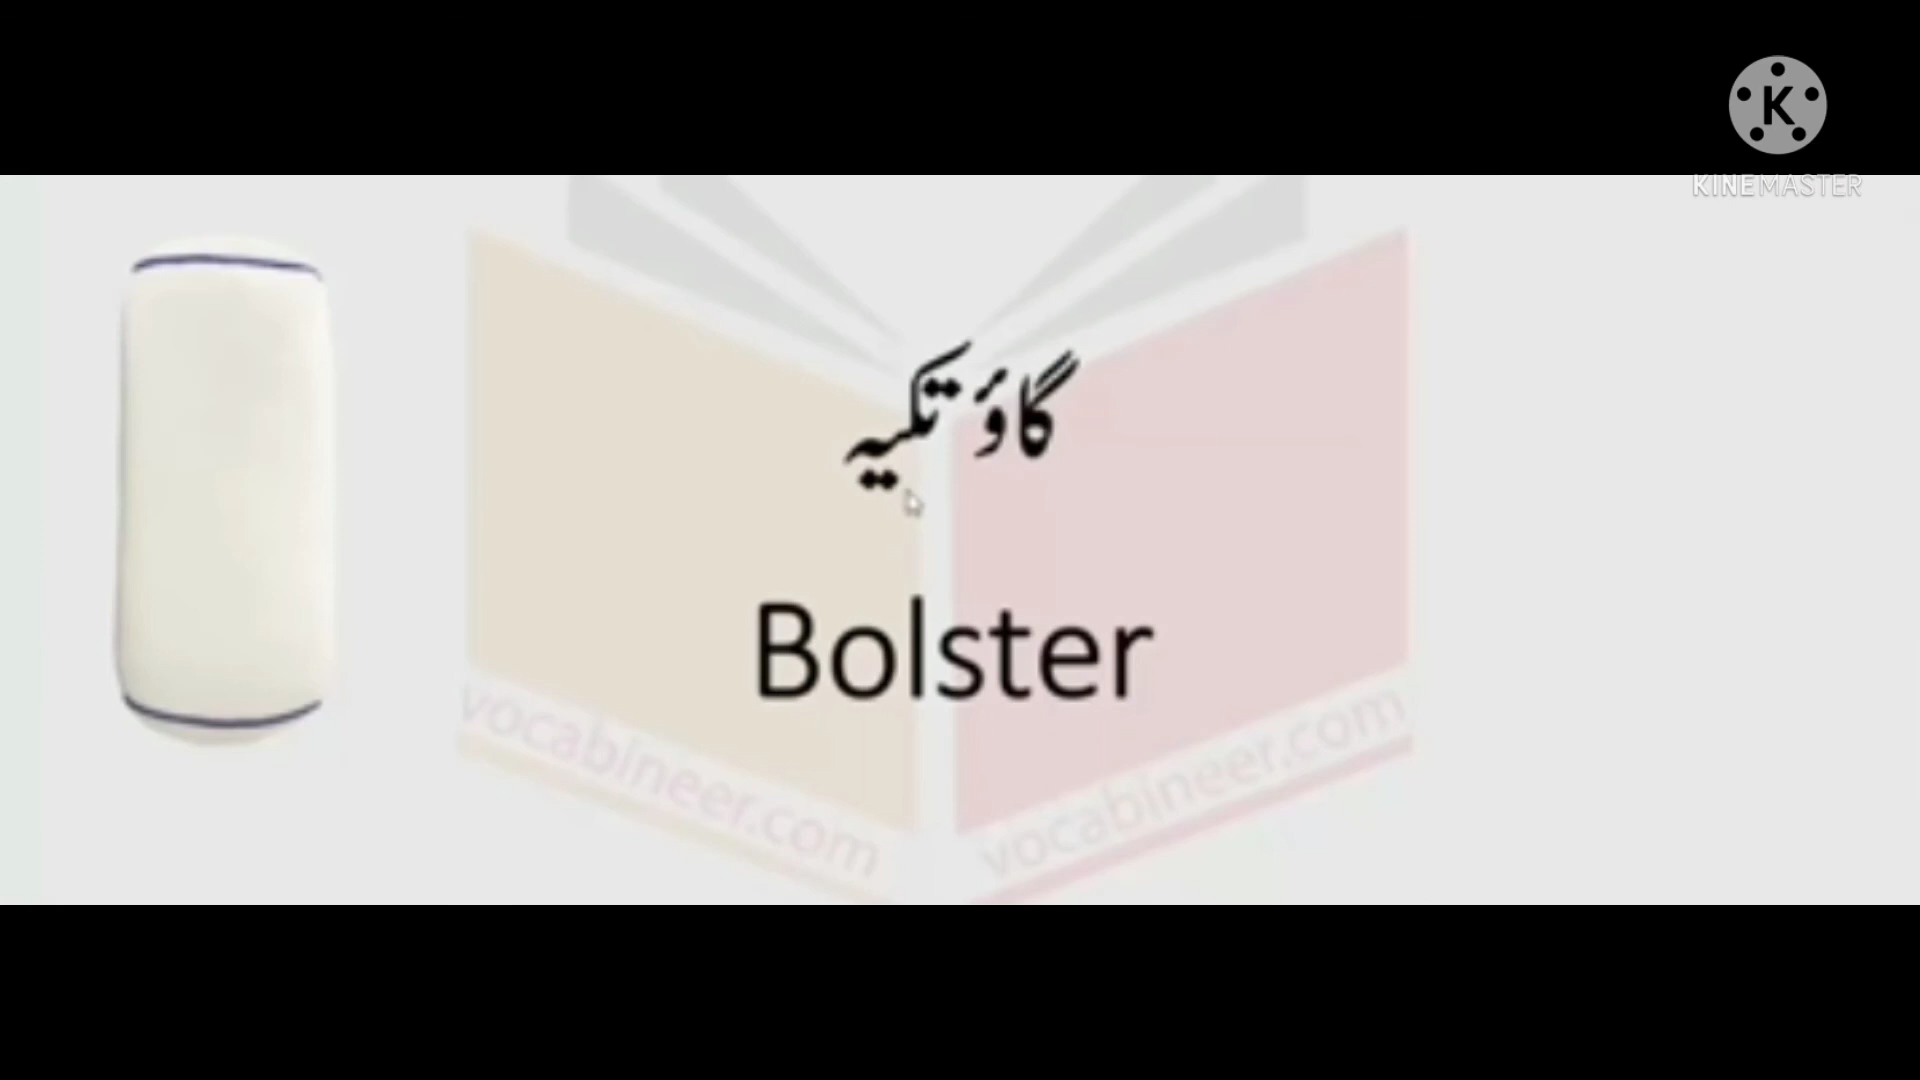 K
KINEMASTER
گاؤَ تکیہ
Bolster
vocabineer.com vocabineer.com